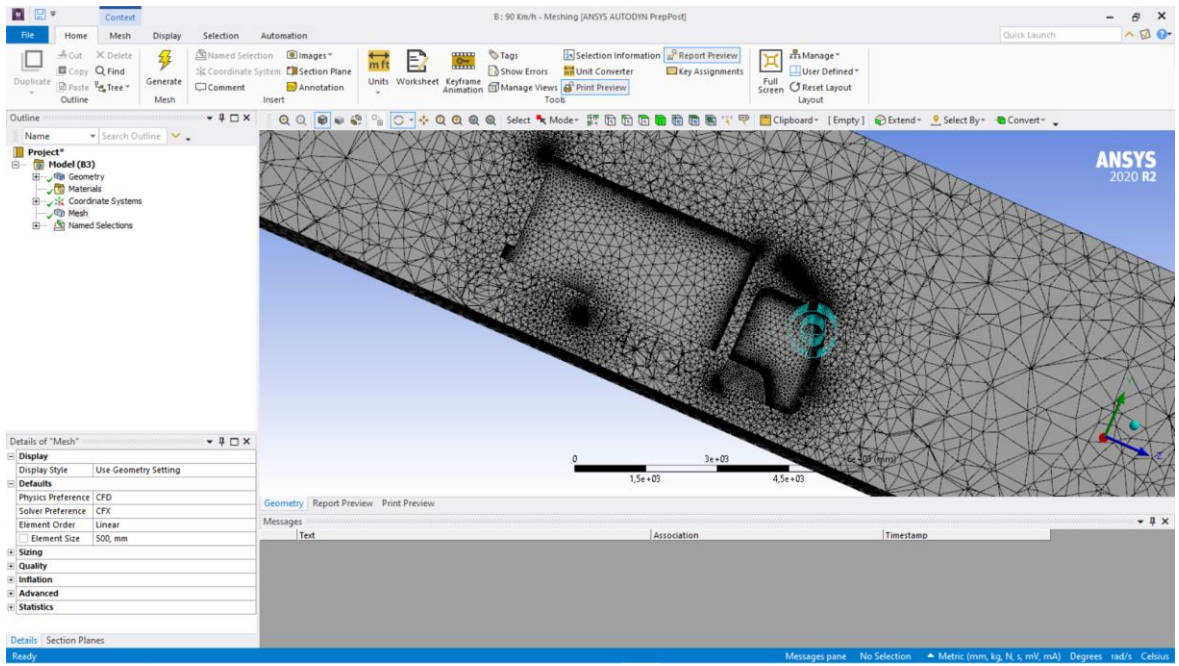 Context
B : 90 Km/h - Meshing [ANSYS AUTODYN PrepPost]
File Home Mesh Display Selection Automation
Quick Launch
Duplicate
Cut
Copy
Paste
Delete
Find
Tree
Outline
Generate
Mesh
Named Selection
Coordinate System
Comment
Images
Section Plane
Annotation
Insert
Units
Worksheet
Keyframe Animation
Tags
Show Errors
Manage Views
Selection Information
Unit Converter
Print Preview
Report Preview
Key Assignments
Tools
Full Screen
Manage
User Defined
Reset Layout
Layout
Outline
Name Search Outline
Select Mode Clipboard [ Empty ] Extend Select By Convert
Project*
Model (B3)
Geometry
Materials
Coordinate Systems
Mesh
Named Selections
ANSYS
2020 R2
Y
Z
0 3e+03 6e+03 (mm)
1,5e+03 4,5e+03
Details of "Mesh"
Display
Display Style Use Geometry Setting
Defaults
Physics Preference CFD
Solver Preference CFX
Element Order Linear
Element Size 500, mm
Sizing
Quality
Inflation
Advanced
Statistics
Details Section Planes
Geometry Report Preview Print Preview
Messages
Text Association Timestamp
Ready
Messages pane No Selection Metric (mm, kg, N, s, mV, mA) Degrees rad/s Celsius